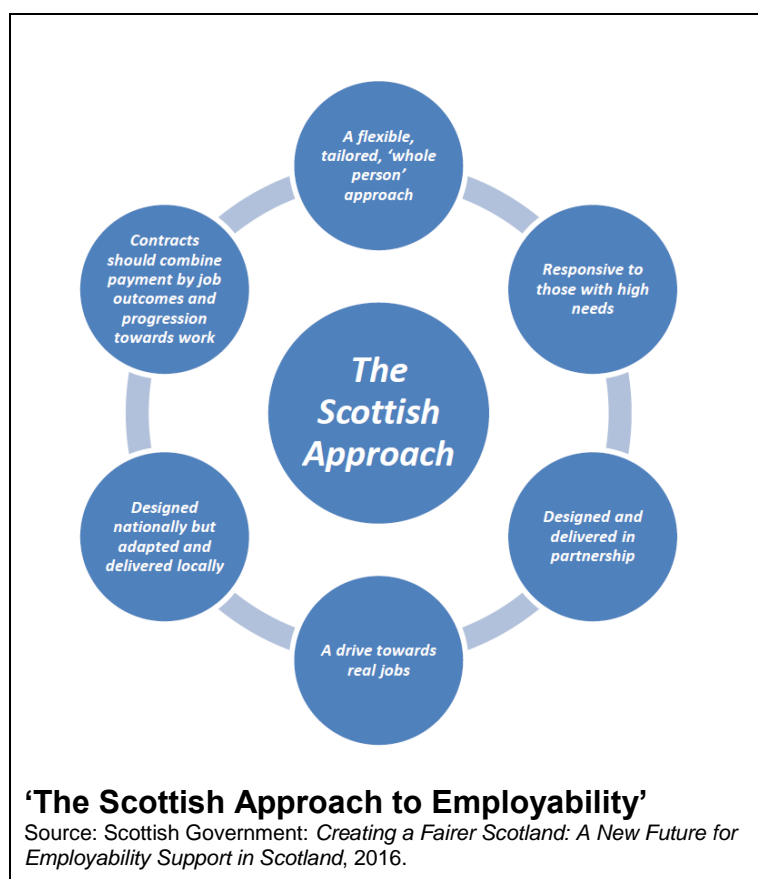 A flexible,
tailored, ‘whole
person’
approach
Responsive to
those with high
needs
Designed and
delivered in
partnership
A drive towards
real jobs
Designed
nationally but
adapted and
delivered locally
Contracts
should combine
payment by job
outcomes and
progression
towards work
The
Scottish
Approach
‘The Scottish Approach to Employability’
Source: Scottish Government: Creating a Fairer Scotland: A New Future for
Employability Support in Scotland, 2016.